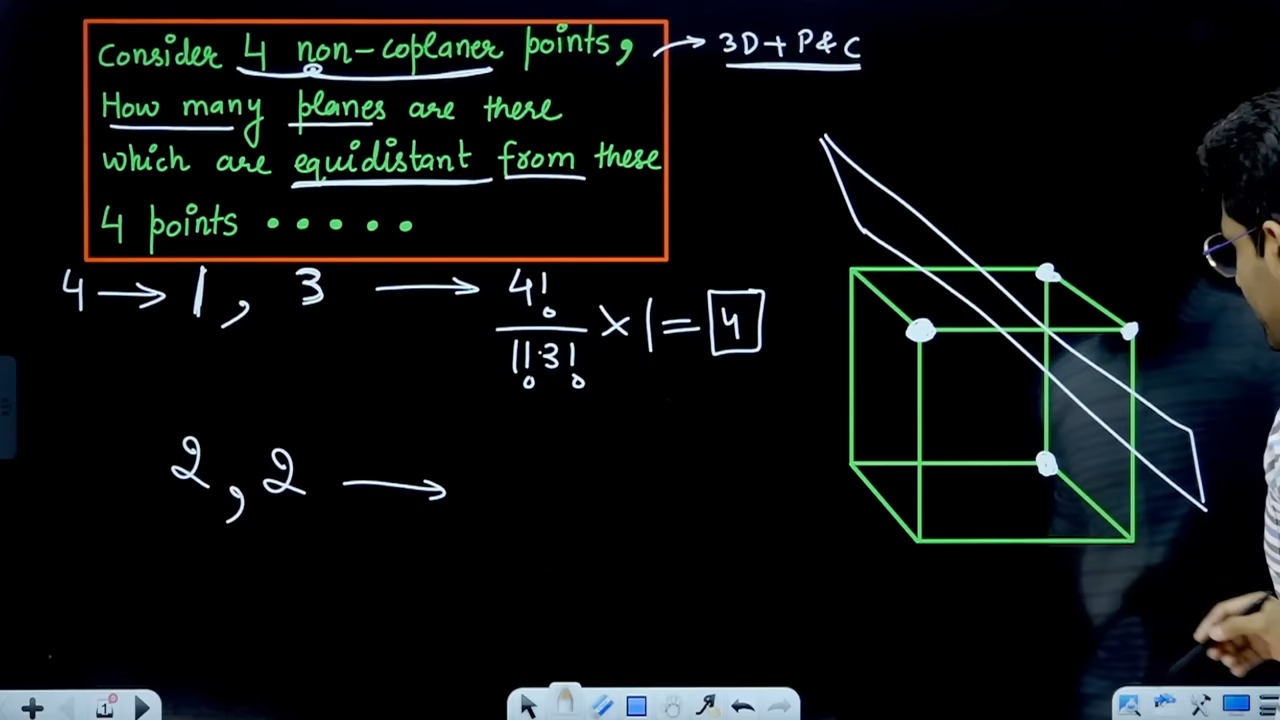 Consider 4 non-coplaner points,
→ 3D + P & C
How many planes are there
which are equidistant from these
4 points • • • • •
4 → 1, 3 → 4! / 1!·3! × 1 = 4
2, 2 →
1